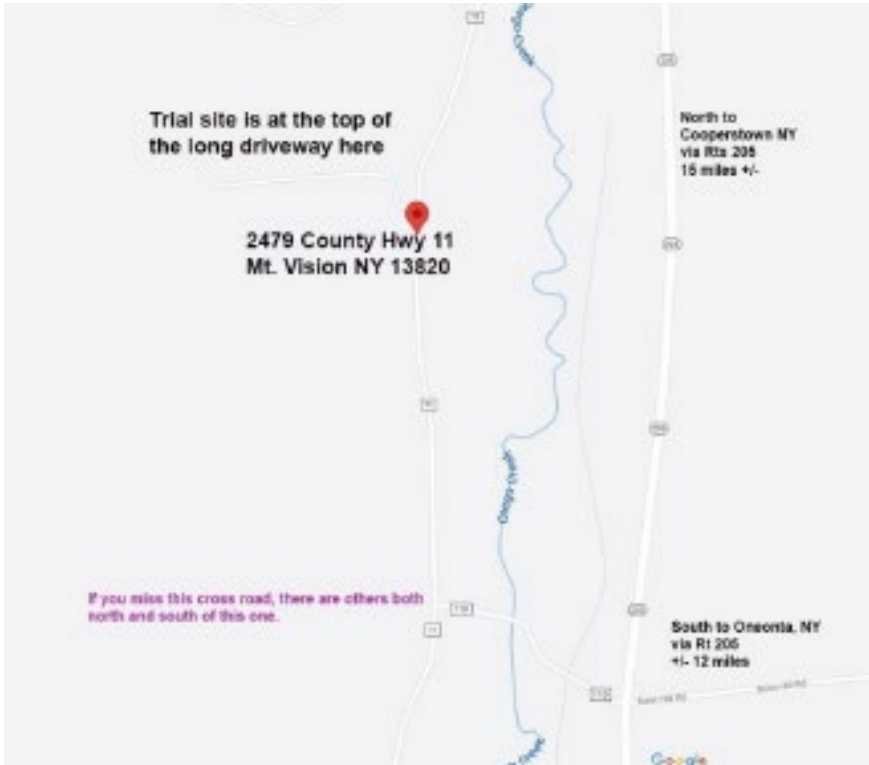 Trial site is at the top of
the long driveway here
North to
Cooperstown NY
via Rts 205
15 miles +/-
2479 County Hwy 11
Mt. Vision NY 13820
If you miss this cross road, there are others both
north and south of this one.
South to Oneonta, NY
via Rt 205
+/- 12 miles
11
Google